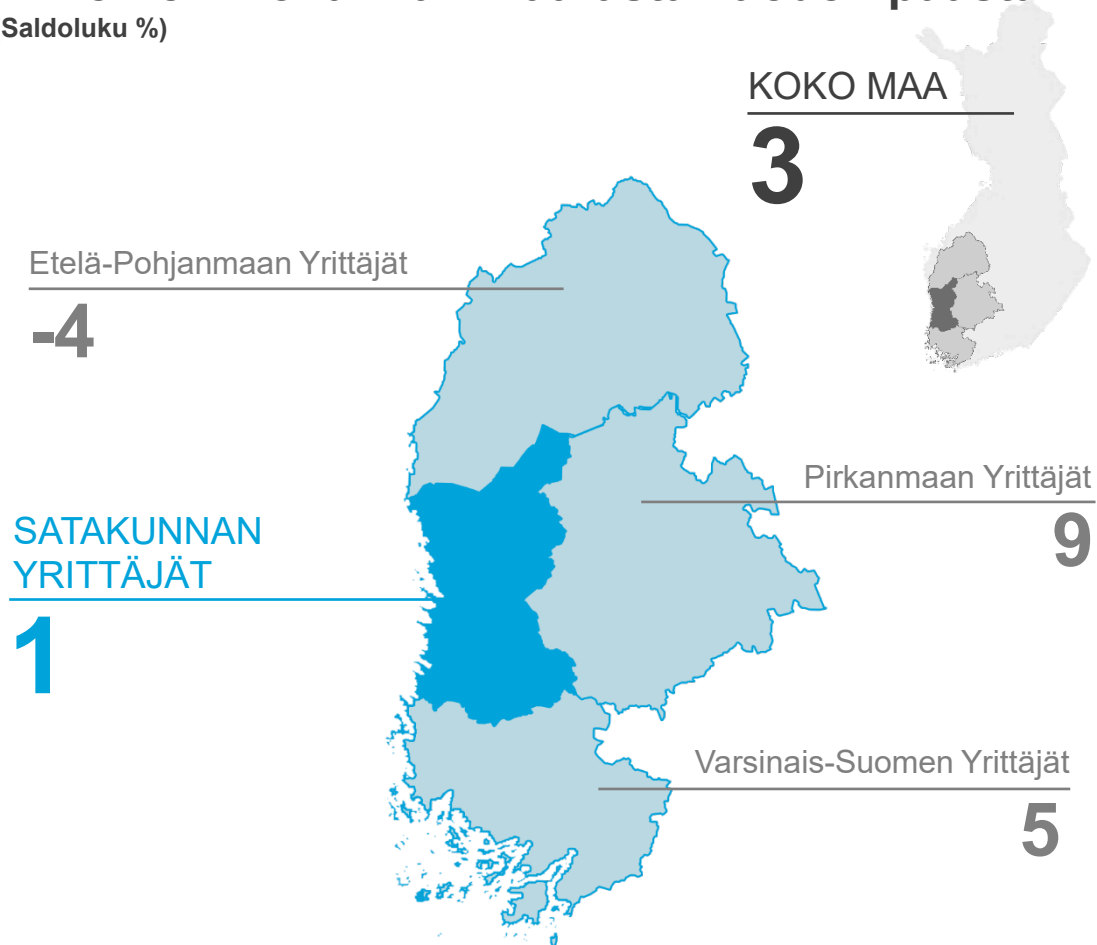 Saldoluku %)
KOKO MAA
3
Etelä-Pohjanmaan Yrittäjät
-4
Pirkanmaan Yrittäjät
9
SATAKUNNAN
YRITTÄJÄT
1
Varsinais-Suomen Yrittäjät
5